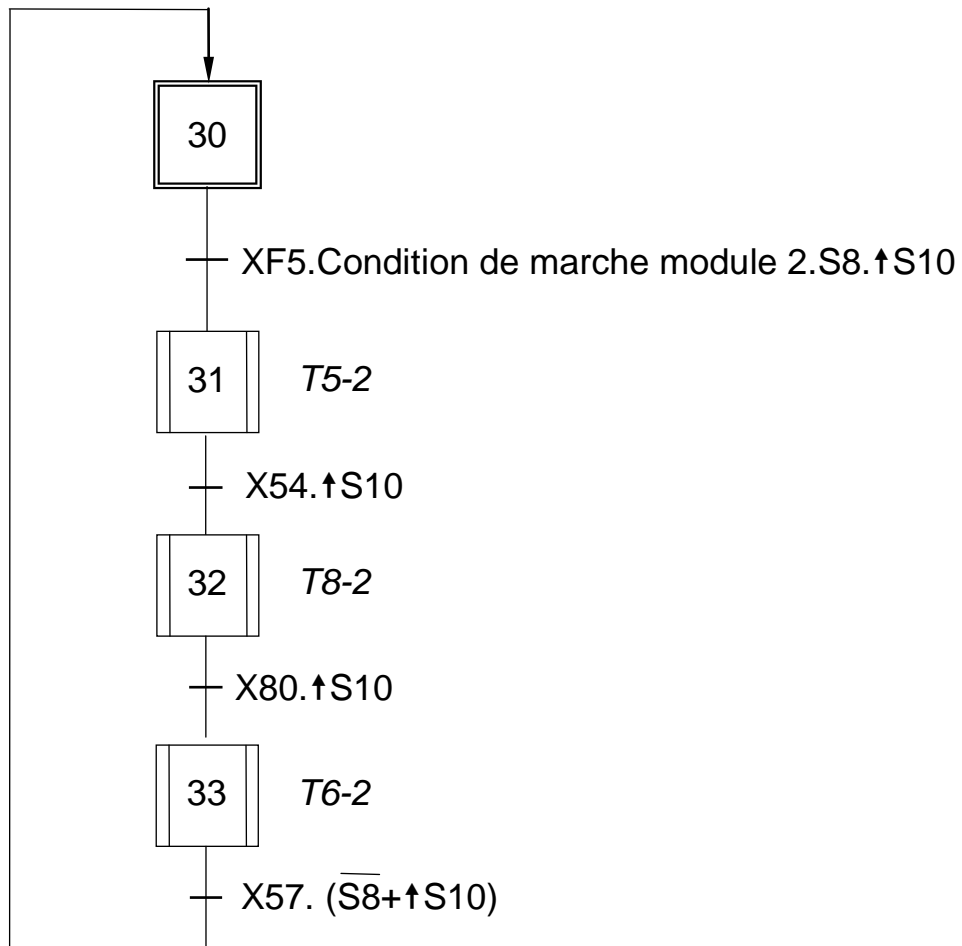 30
XF5.Condition de marche module 2.S8.↑S10
31 T5-2
X54.↑S10
32 T8-2
X80.↑S10
33 T6-2
X57. (S̅8̅+↑S10)